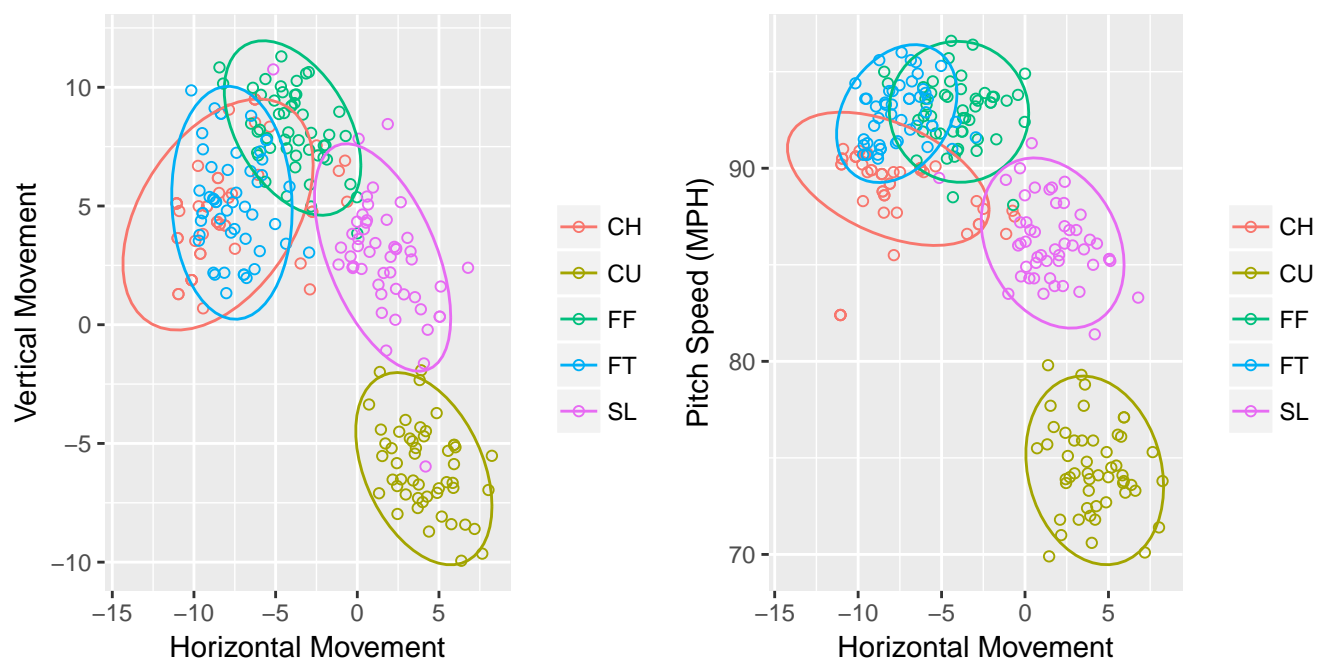 Vertical Movement
10
5
0
−5
−10
−15
−10
−5
0
5
Horizontal Movement
CH
CU
FF
FT
SL
Pitch Speed (MPH)
90
80
70
−15
−10
−5
0
5
Horizontal Movement
CH
CU
FF
FT
SL